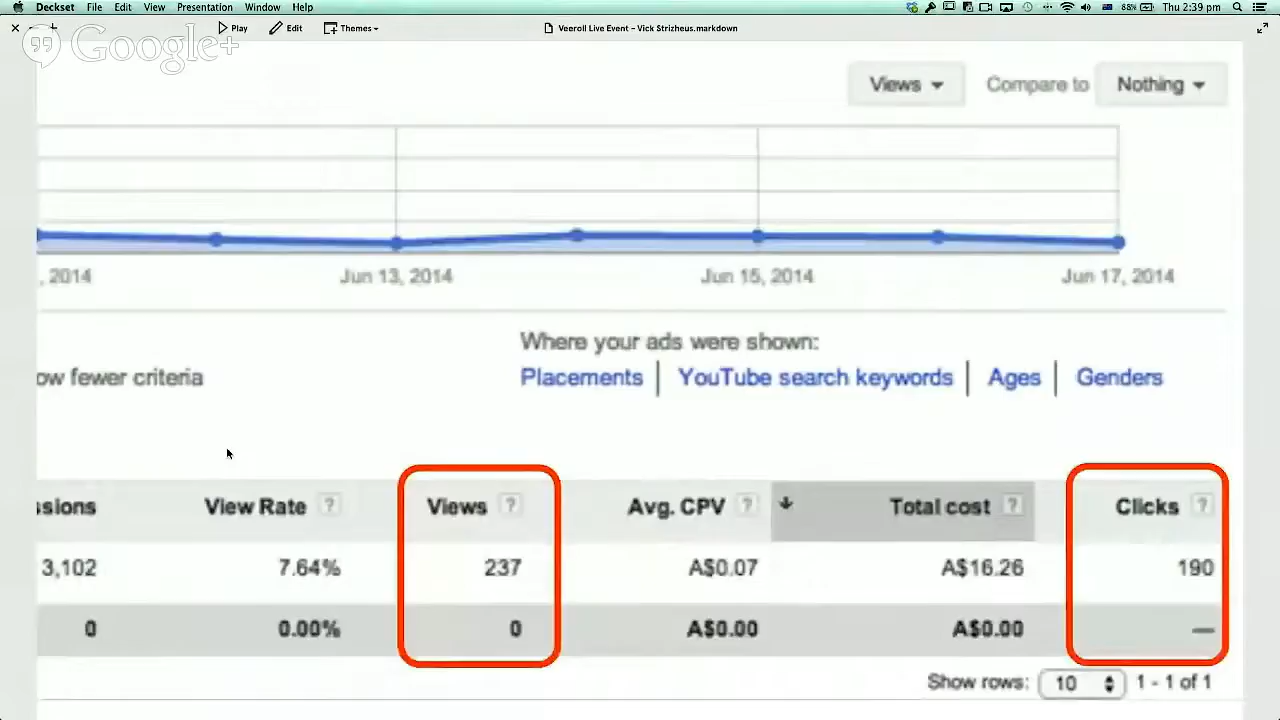 Deckset File Edit View Presentation Window Help 88% Thu 2:39 pm
Play Edit Themes Veeroll Live Event – Vick Strizheus.markdown
Google+
Views Compare to Nothing
, 2014 Jun 13, 2014 Jun 15, 2014 Jun 17, 2014
Where your ads were shown:
ow fewer criteria Placements YouTube search keywords Ages Genders
ssions View Rate ? Views ? Avg. CPV ? Total cost ? Clicks ?
3,102 7.64% 237 A$0.07 A$16.26 190
0 0.00% 0 A$0.00 A$0.00 —
Show rows: 10 1 - 1 of 1